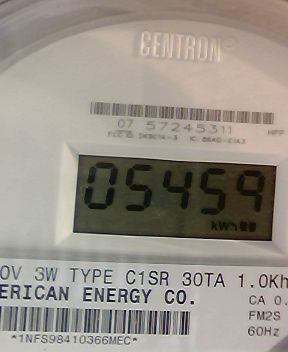 CENTRON®
07 57245311
05459
kWh
0V 3W TYPE C1SR 30TA 1.0Kh
ERICAN ENERGY CO.
CA 0.
FM2S
60Hz
*1NFS98410366MEC*